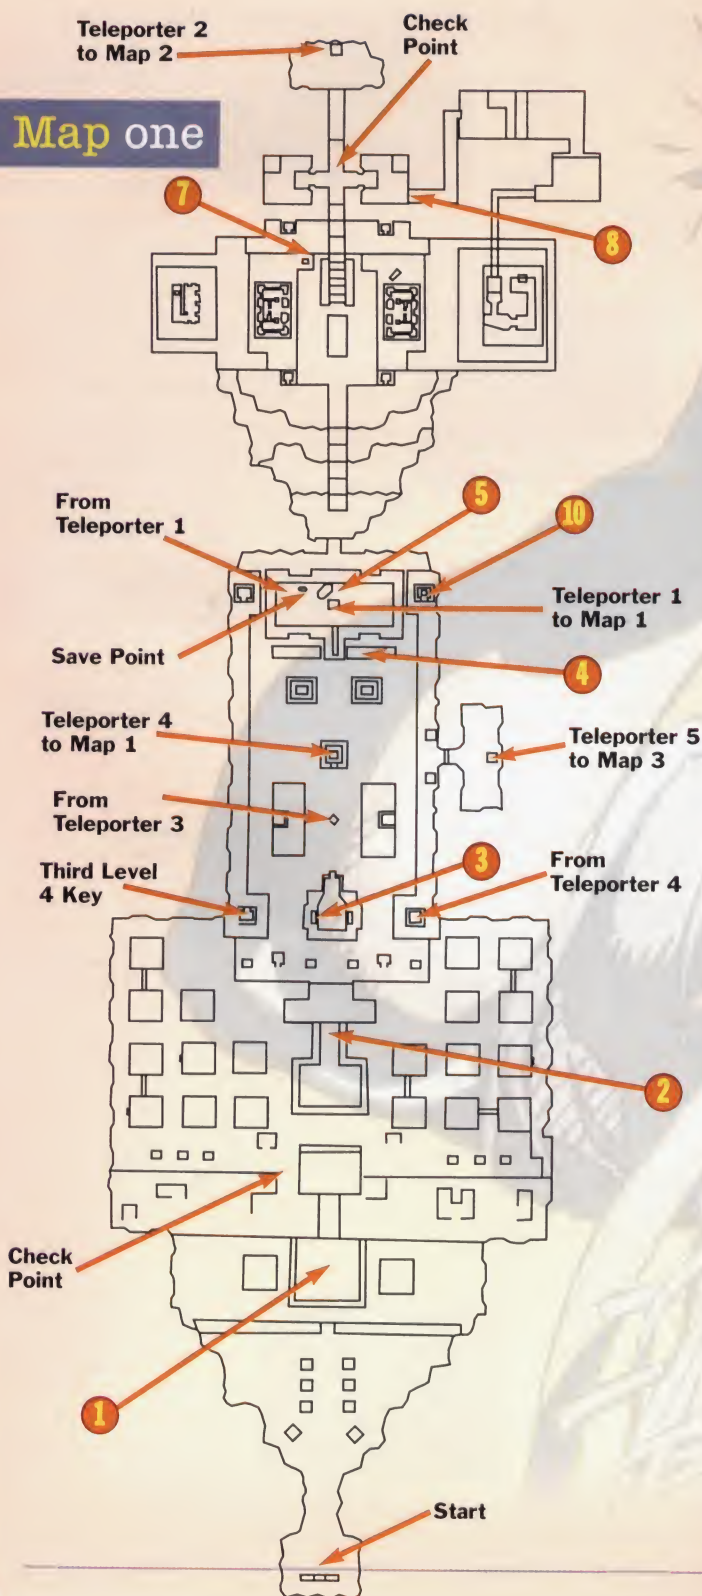 Teleporter 2
to Map 2
Check
Point
Map one
7
8
From
Teleporter 1
5
10
Teleporter 1
to Map 1
Save Point
4
Teleporter 4
to Map 1
Teleporter 5
to Map 3
From
Teleporter 3
Third Level
4 Key
3
From
Teleporter 4
2
Check
Point
1
Start